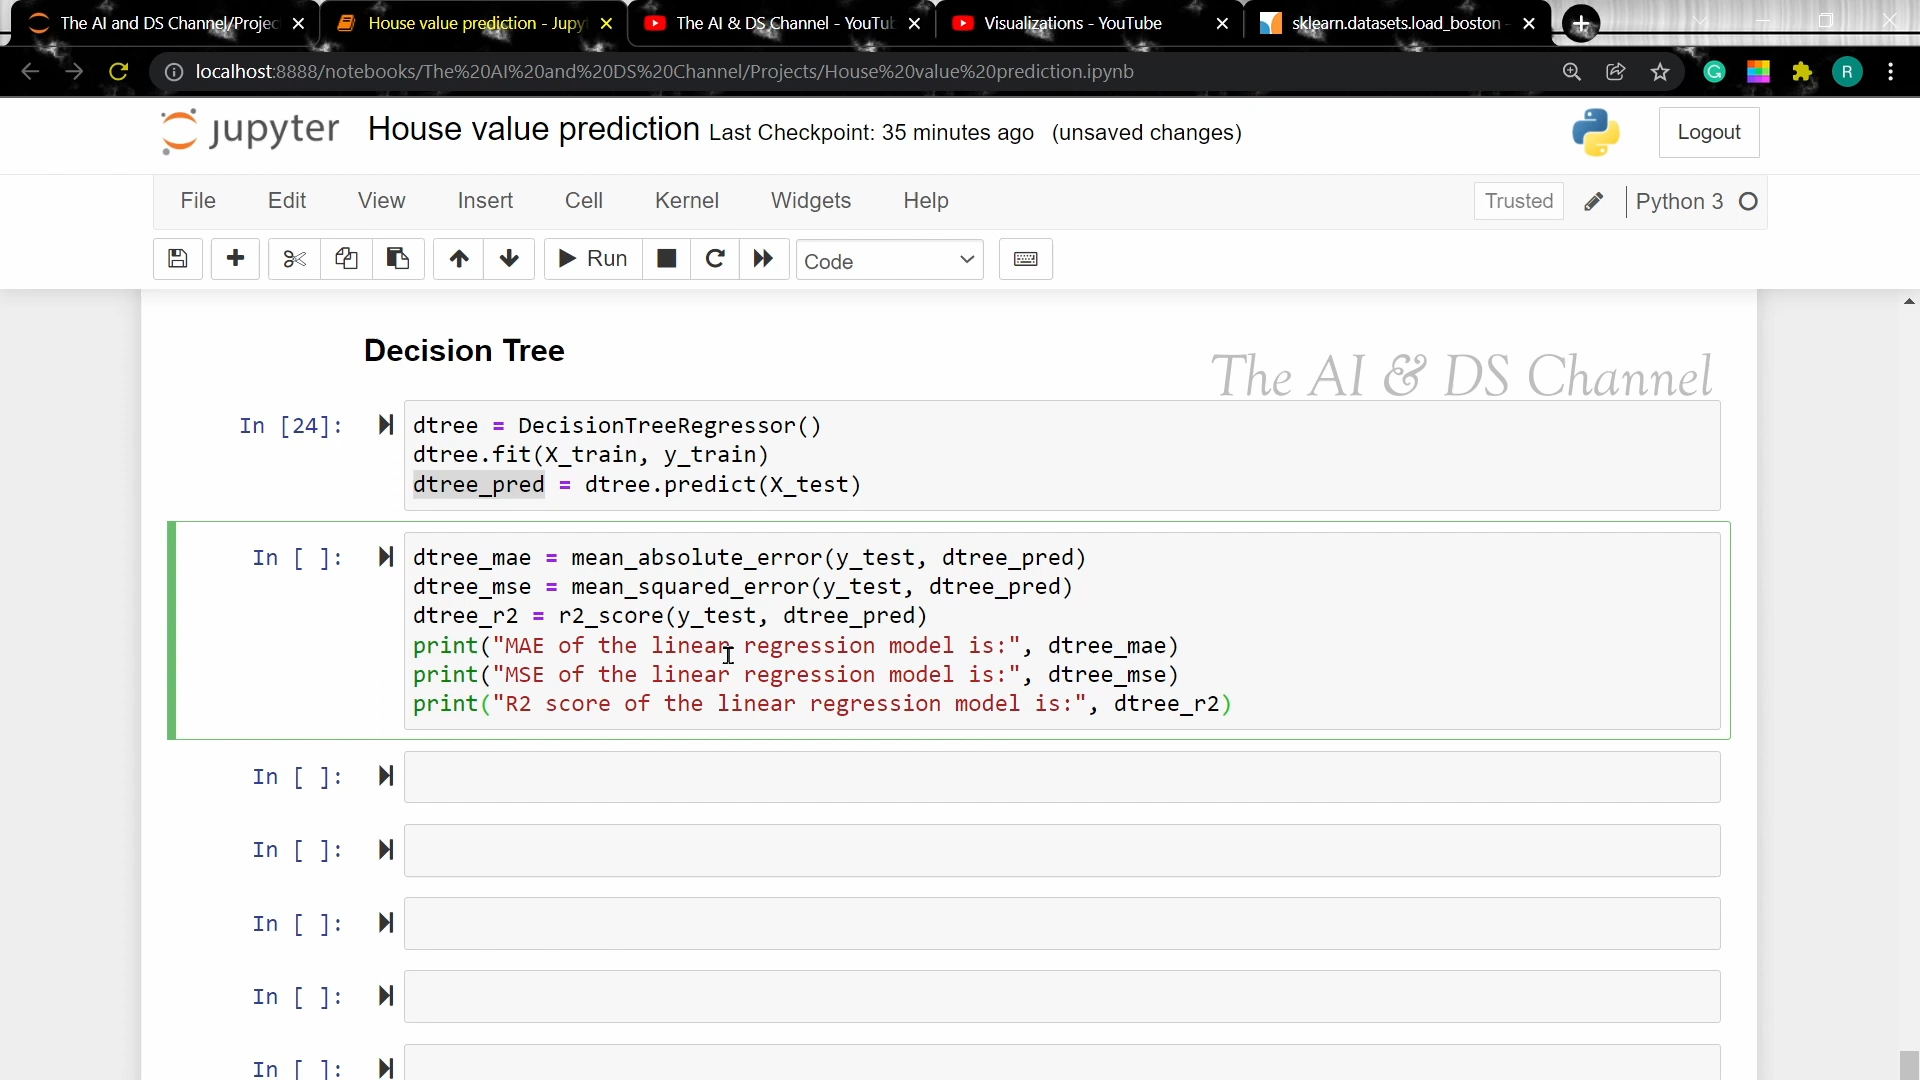 The AI and DS Channel/Projec
House value prediction - Jupy
The AI & DS Channel - YouTu
Visualizations - YouTube
sklearn.datasets.load_boston
localhost:8888/notebooks/The%20AI%20and%20DS%20Channel/Projects/House%20value%20prediction.ipynb
R
jupyter House value prediction Last Checkpoint: 35 minutes ago (unsaved changes)
Logout
File Edit View Insert Cell Kernel Widgets Help
Trusted
Python 3
Run
Code
Decision Tree
The AI & DS Channel
In [24]:
dtree = DecisionTreeRegressor()
dtree.fit(X_train, y_train)
dtree_pred = dtree.predict(X_test)
In [ ]:
dtree_mae = mean_absolute_error(y_test, dtree_pred)
dtree_mse = mean_squared_error(y_test, dtree_pred)
dtree_r2 = r2_score(y_test, dtree_pred)
print("MAE of the linear regression model is:", dtree_mae)
print("MSE of the linear regression model is:", dtree_mse)
print("R2 score of the linear regression model is:", dtree_r2)
In [ ]:
In [ ]:
In [ ]:
In [ ]:
In [ ]: